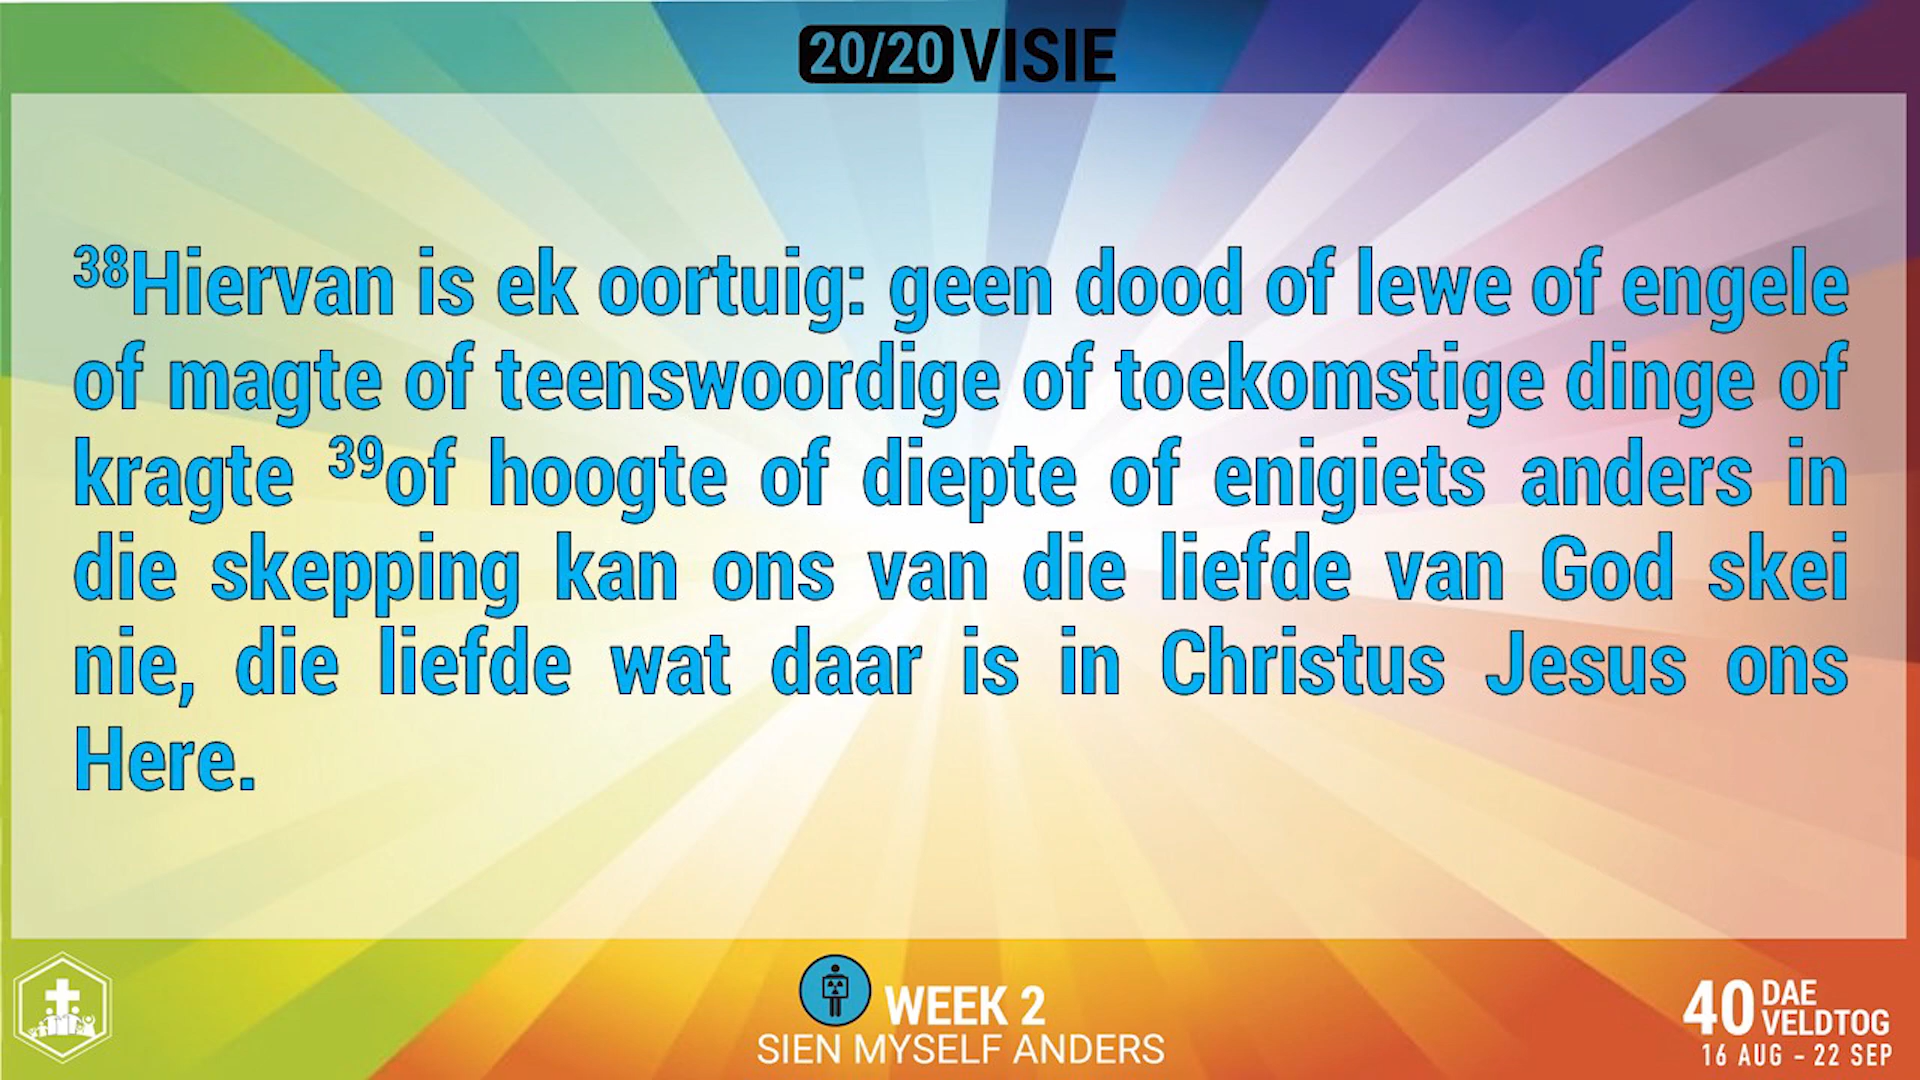 20/20 VISIE
³⁸Hiervan is ek oortuig: geen dood of lewe of engele
of magte of teenswoordige of toekomstige dinge of
kragte ³⁹of hoogte of diepte of enigiets anders in
die skepping kan ons van die liefde van God skei
nie, die liefde wat daar is in Christus Jesus ons
Here.
WEEK 2
SIEN MYSELF ANDERS
40 DAE
VELDTOG
16 AUG – 22 SEP